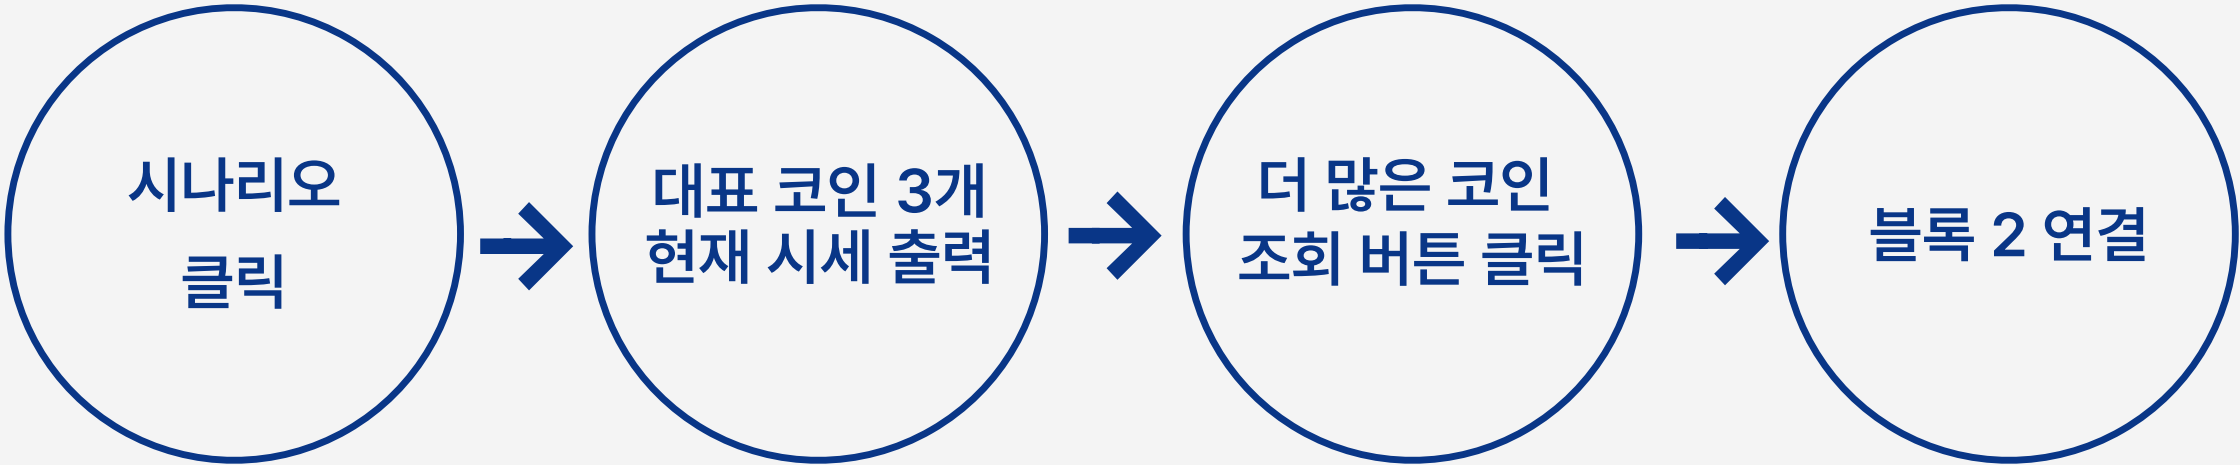 시나리오
클릭
대표 코인 3개
현재 시세 출력
더 많은 코인
조회 버튼 클릭
블록 2 연결